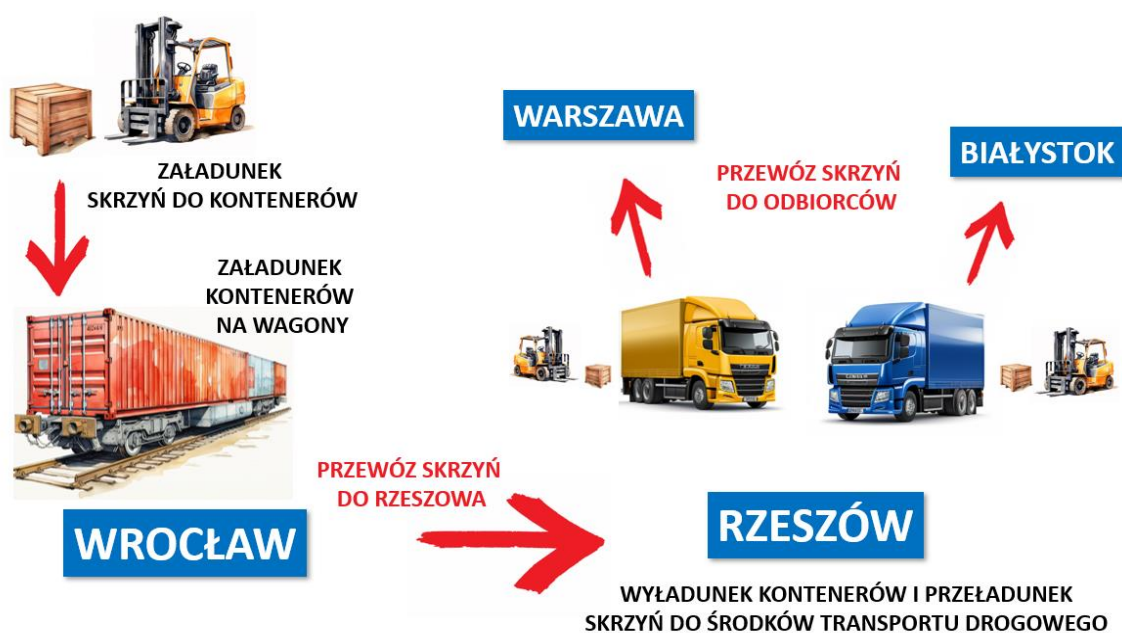 ZAŁADUNEK
SKRZYŃ DO KONTENERÓW
ZAŁADUNEK
KONTENERÓW
NA WAGONY
PRZEWÓZ SKRZYŃ
DO RZESZOWA
WROCŁAW
WARSZAWA
BIAŁYSTOK
PRZEWÓZ SKRZYŃ
DO ODBIORCÓW
RZESZÓW
WYŁADUNEK KONTENERÓW I PRZEŁADUNEK
SKRZYŃ DO ŚRODKÓW TRANSPORTU DROGOWEGO